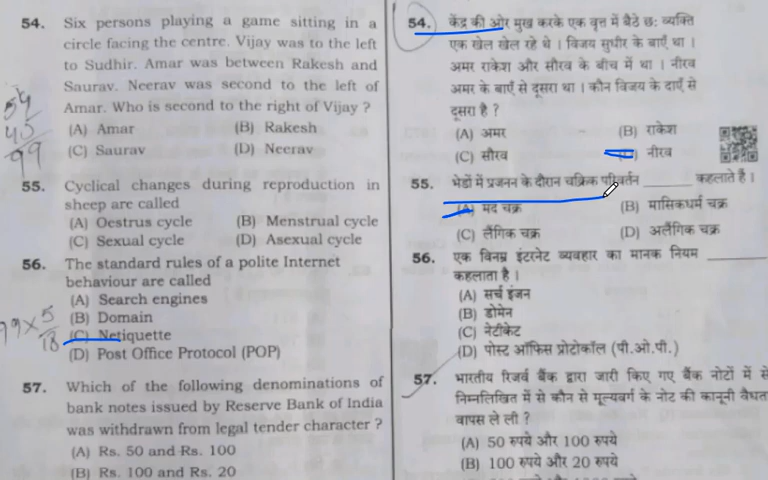 54. Six persons playing a game sitting in a
circle facing the centre. Vijay was to the left
to Sudhir. Amar was between Rakesh and
Saurav. Neerav was second to the left of
Amar. Who is second to the right of Vijay ?
(A) Amar (B) Rakesh
(C) Saurav (D) Neerav
55. Cyclical changes during reproduction in
sheep are called
(A) Oestrus cycle (B) Menstrual cycle
(C) Sexual cycle (D) Asexual cycle
56. The standard rules of a polite Internet
behaviour are called
(A) Search engines
(B) Domain
(C) Netiquette
(D) Post Office Protocol (POP)
57. Which of the following denominations of
bank notes issued by Reserve Bank of India
was withdrawn from legal tender character ?
(A) Rs. 50 and Rs. 100
(B) Rs. 100 and Rs. 20
54
45
99
99 × 5
18
54. केंद्र की ओर मुख करके एक वृत्त में बैठे छः व्यक्ति
एक खेल खेल रहे थे । विजय सुधीर के बाएँ था ।
अमर राकेश और सौरव के बीच में था । नीरव
अमर के बाएँ से दूसरा था । कौन विजय के दाएँ से
दूसरा है ?
(A) अमर (B) राकेश
(C) सौरव नीरव
55. भेडों में प्रजनन के दौरान चक्रिक परिवर्तन ______ कहलाते हैं ।
(A) मद चक्र (B) मासिकधर्म चक्र
(C) लैंगिक चक्र (D) अलैंगिक चक्र
56. एक विनम्र इंटरनेट व्यवहार का मानक नियम ______
कहलाता है ।
(A) सर्च इंजन
(B) डोमेन
(C) नेटीकेट
(D) पोस्ट ऑफिस प्रोटोकॉल (पी.ओ.पी.)
57. भारतीय रिजर्व बैंक द्वारा जारी किए गए बैंक नोटों में से
निम्नलिखित में से कौन से मूल्यवर्ग के नोट की कानूनी वैधता
वापस ले ली ?
(A) 50 रुपये और 100 रुपये
(B) 100 रुपये और 20 रुपये